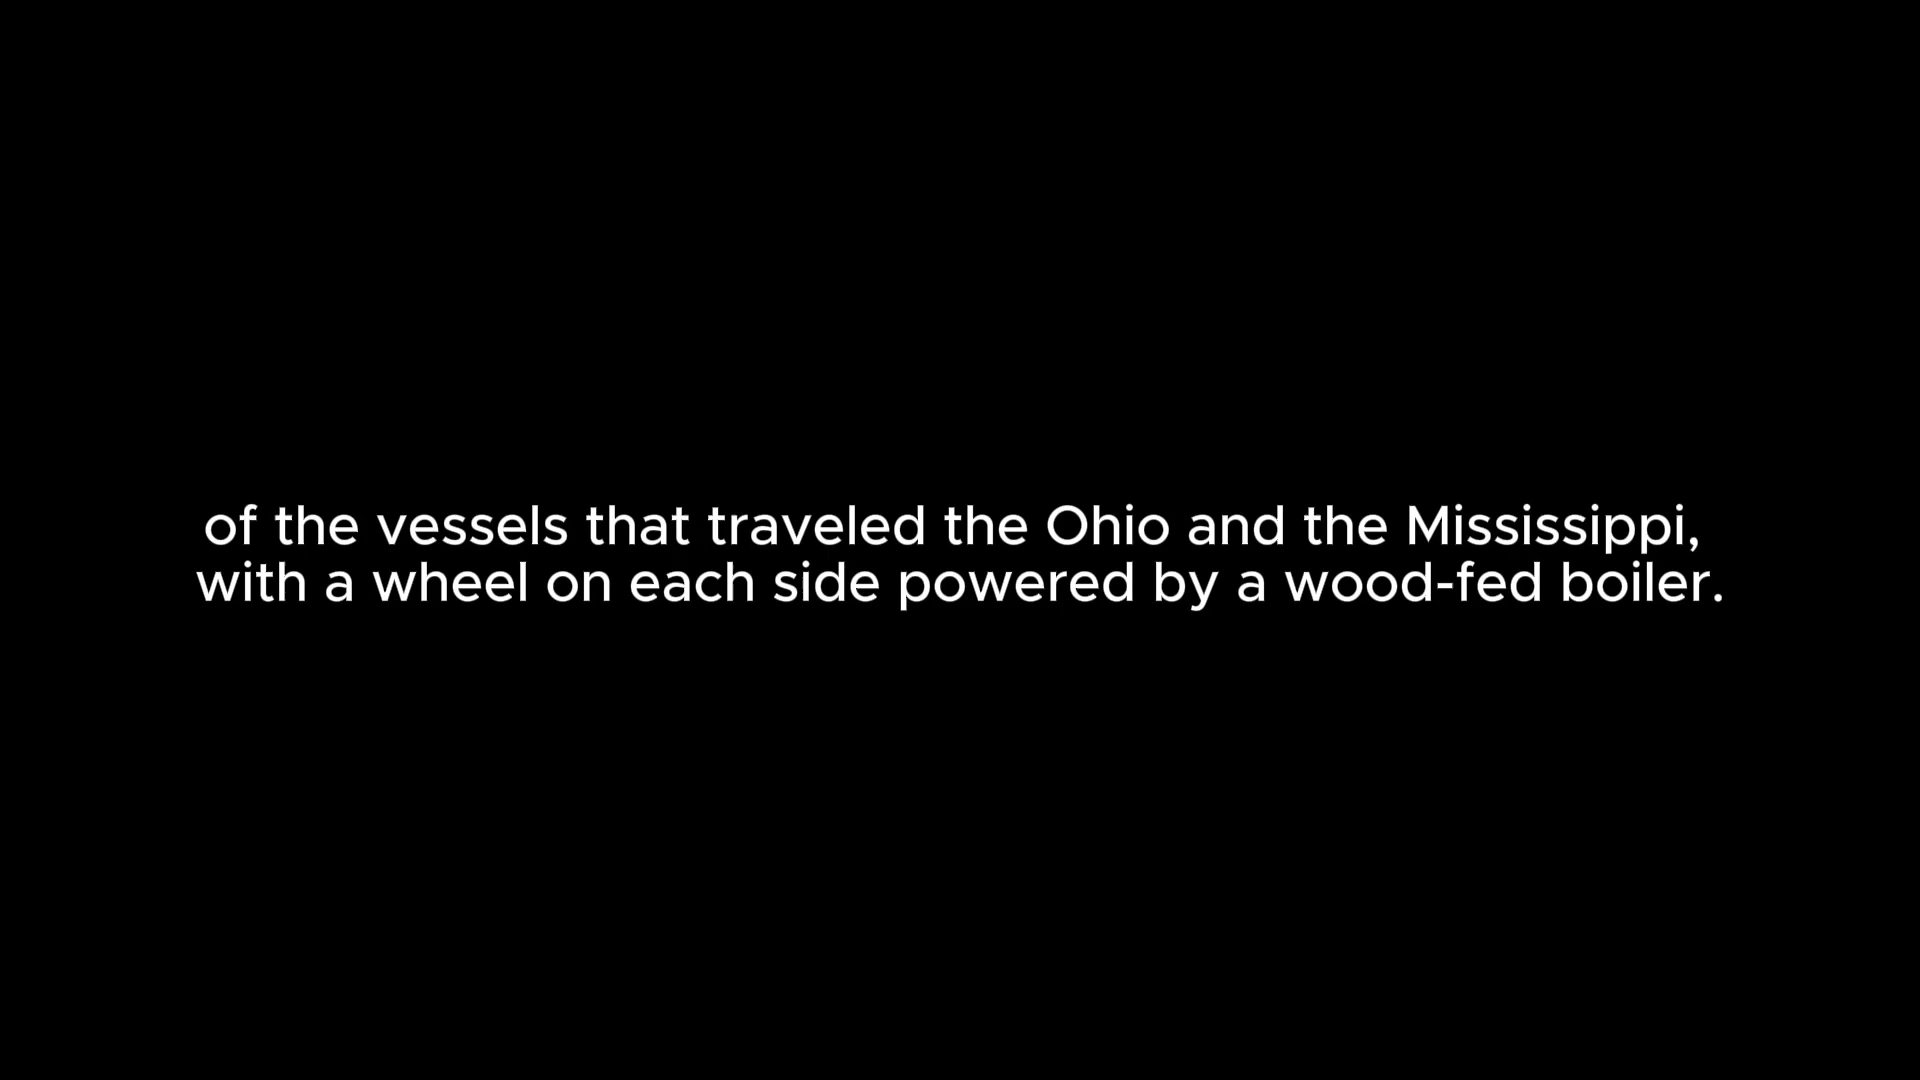 of the vessels that traveled the Ohio and the Mississippi,
with a wheel on each side powered by a wood-fed boiler.